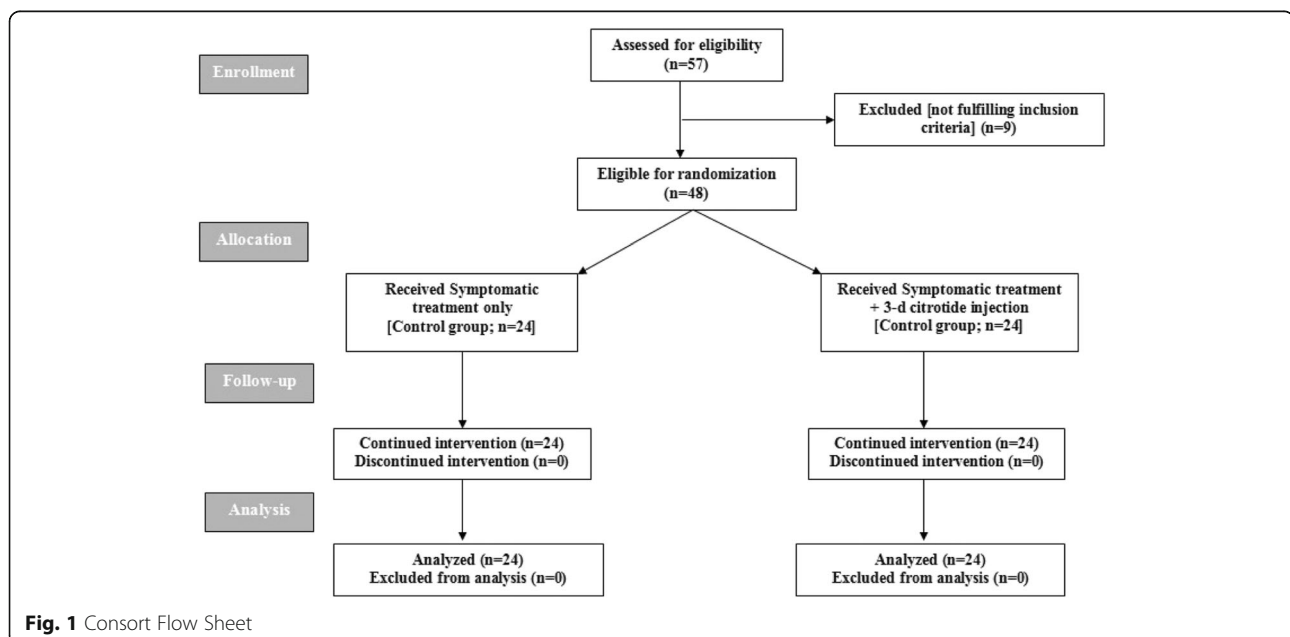 Enrollment
Assessed for eligibility
(n=57)
Excluded [not fulfilling inclusion
criteria] (n=9)
Eligible for randomization
(n=48)
Allocation
Received Symptomatic
treatment only
[Control group; n=24]
Received Symptomatic treatment
+ 3-d citrotide injection
[Control group; n=24]
Follow-up
Continued intervention (n=24)
Discontinued intervention (n=0)
Continued intervention (n=24)
Discontinued intervention (n=0)
Analysis
Analyzed (n=24)
Excluded from analysis (n=0)
Analyzed (n=24)
Excluded from analysis (n=0)
Fig. 1 Consort Flow Sheet